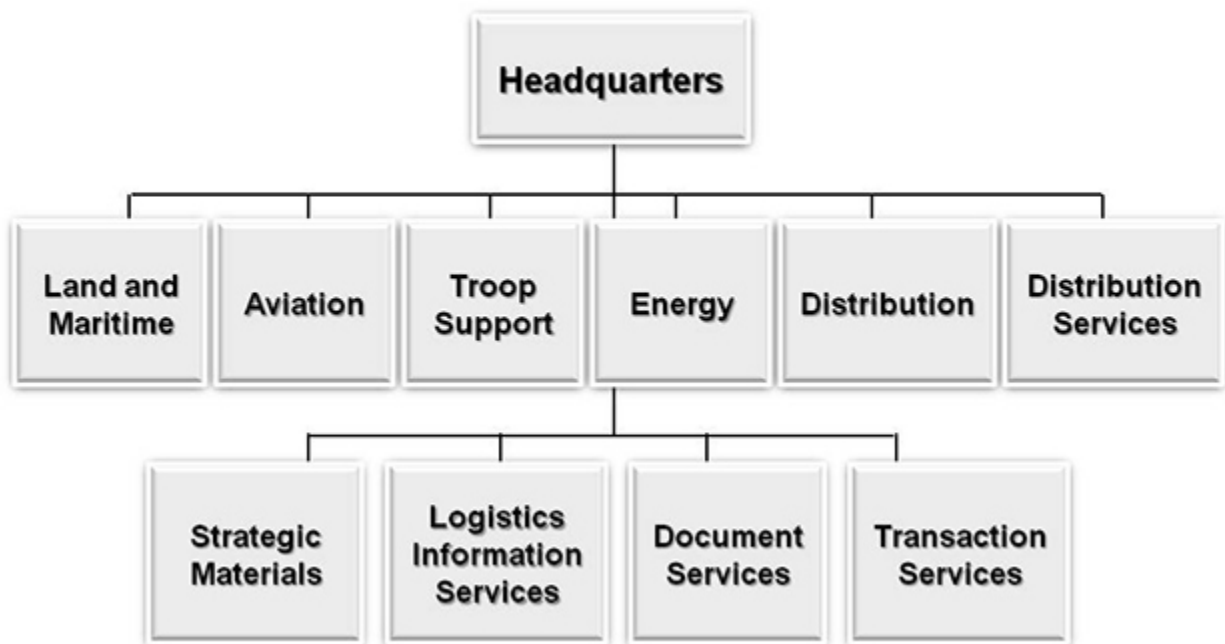 Headquarters
Land and
Maritime
Aviation
Troop
Support
Energy
Distribution
Distribution
Services
Strategic
Materials
Logistics
Information
Services
Document
Services
Transaction
Services